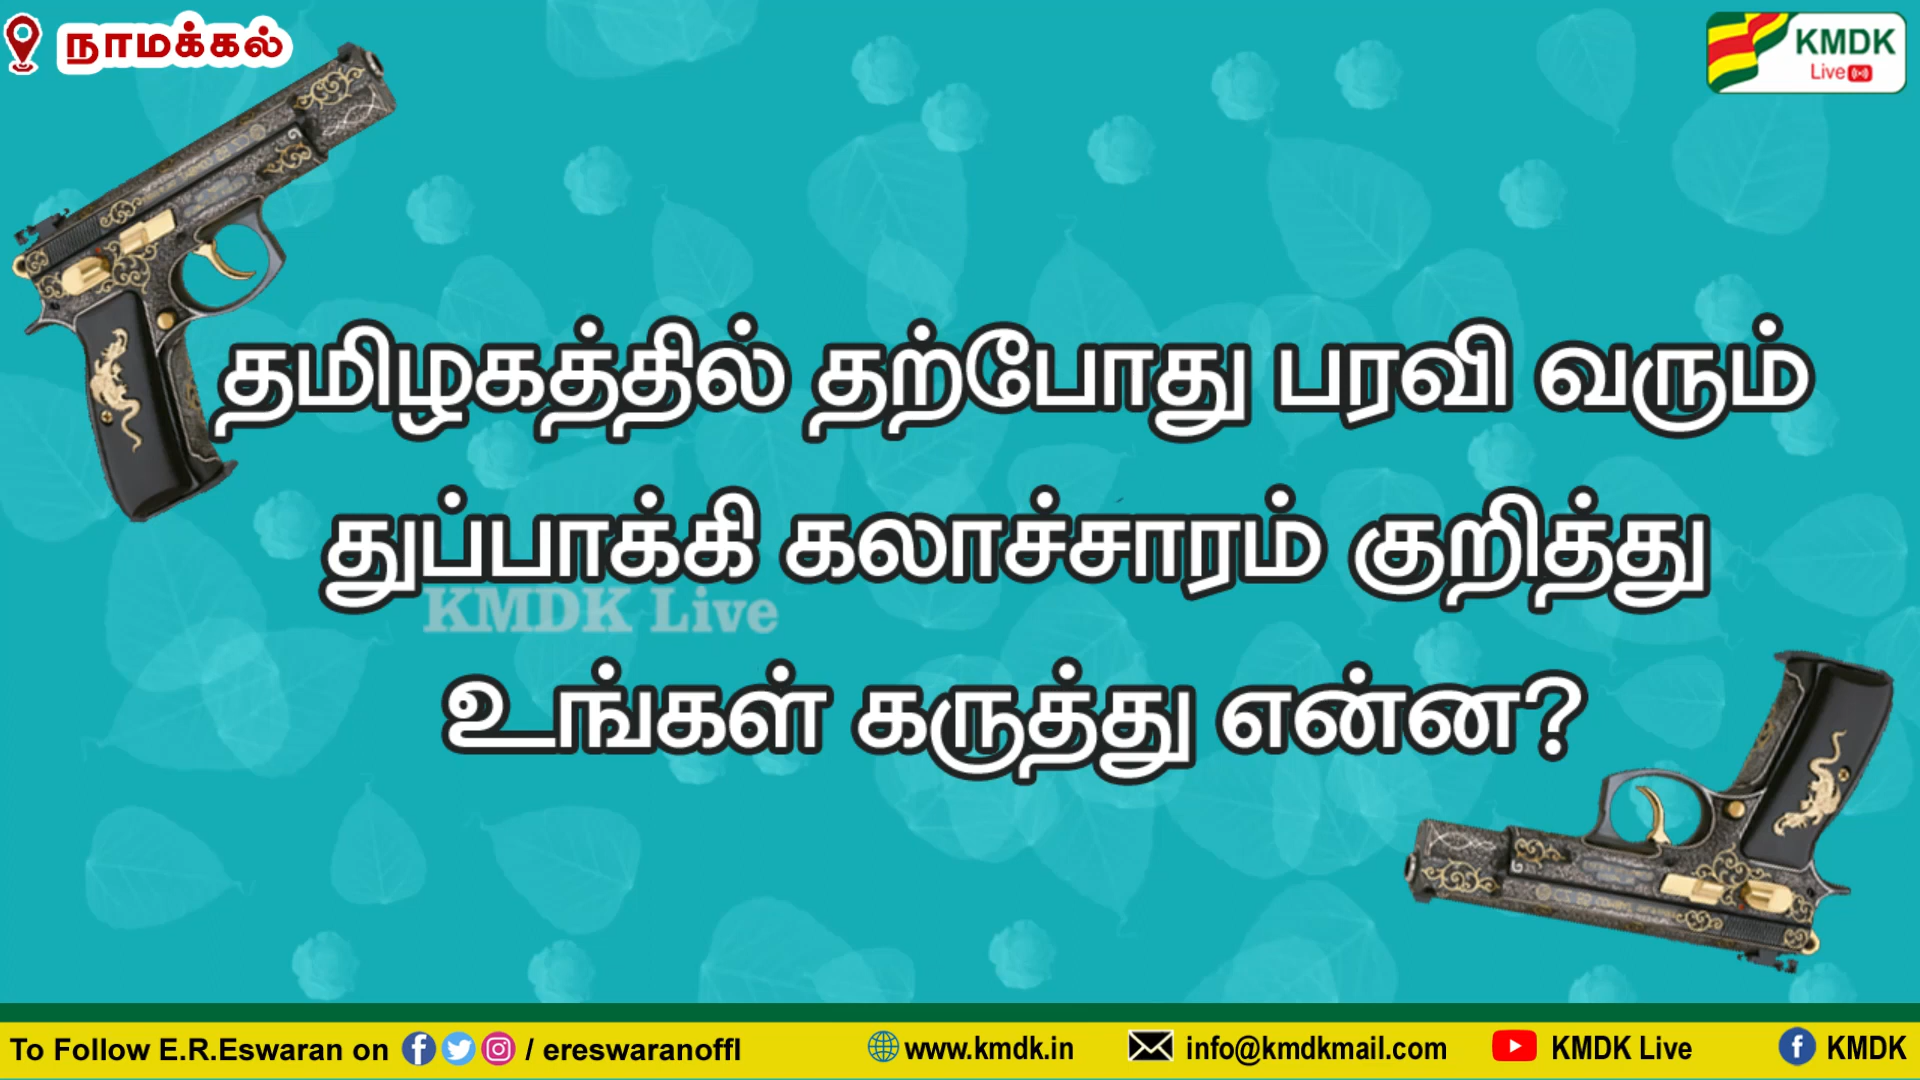 நாமக்கல்
KMDK
Live
தமிழகத்தில் தற்போது பரவி வரும்
துப்பாக்கி கலாச்சாரம் குறித்து
KMDK Live
உங்கள் கருத்து என்ன?
To Follow E.R.Eswaran on / ereswaranoffl www.kmdk.in info@kmdkmail.com KMDK Live KMDK